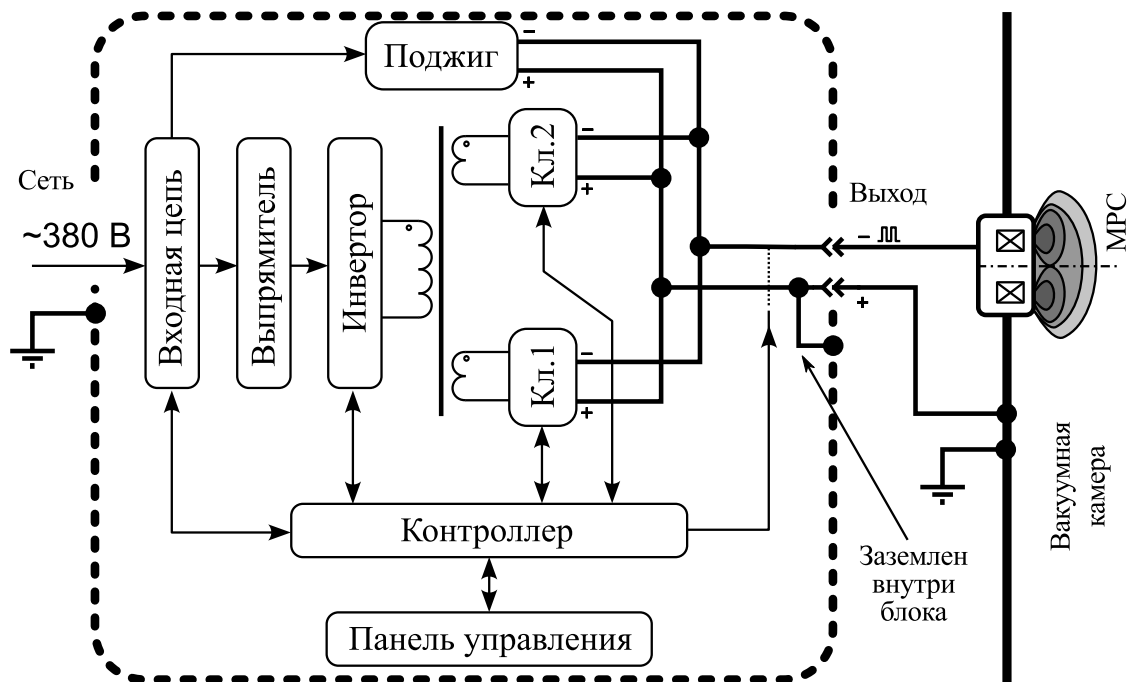 Поджиг
−
+
Сеть
~380 В
Входная цепь
Выпрямитель
Инвертор
Кл.2
−
+
Кл.1
−
+
Выход
−
+
МРС
Контроллер
Панель управления
Заземлен
внутри
блока
Вакуумная
камера